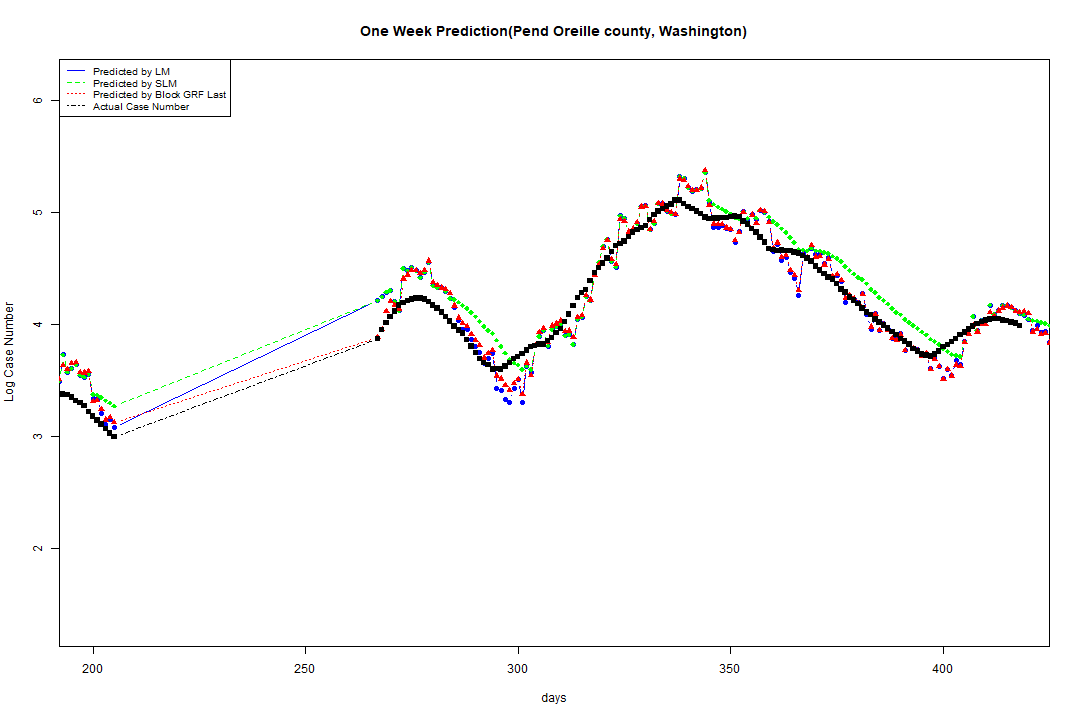 One Week Prediction(Pend Oreille county, Washington)
Predicted by LM
Predicted by SLM
Predicted by Block GRF Last
Actual Case Number
6
5
4
3
2
Log Case Number
200
250
300
350
400
days